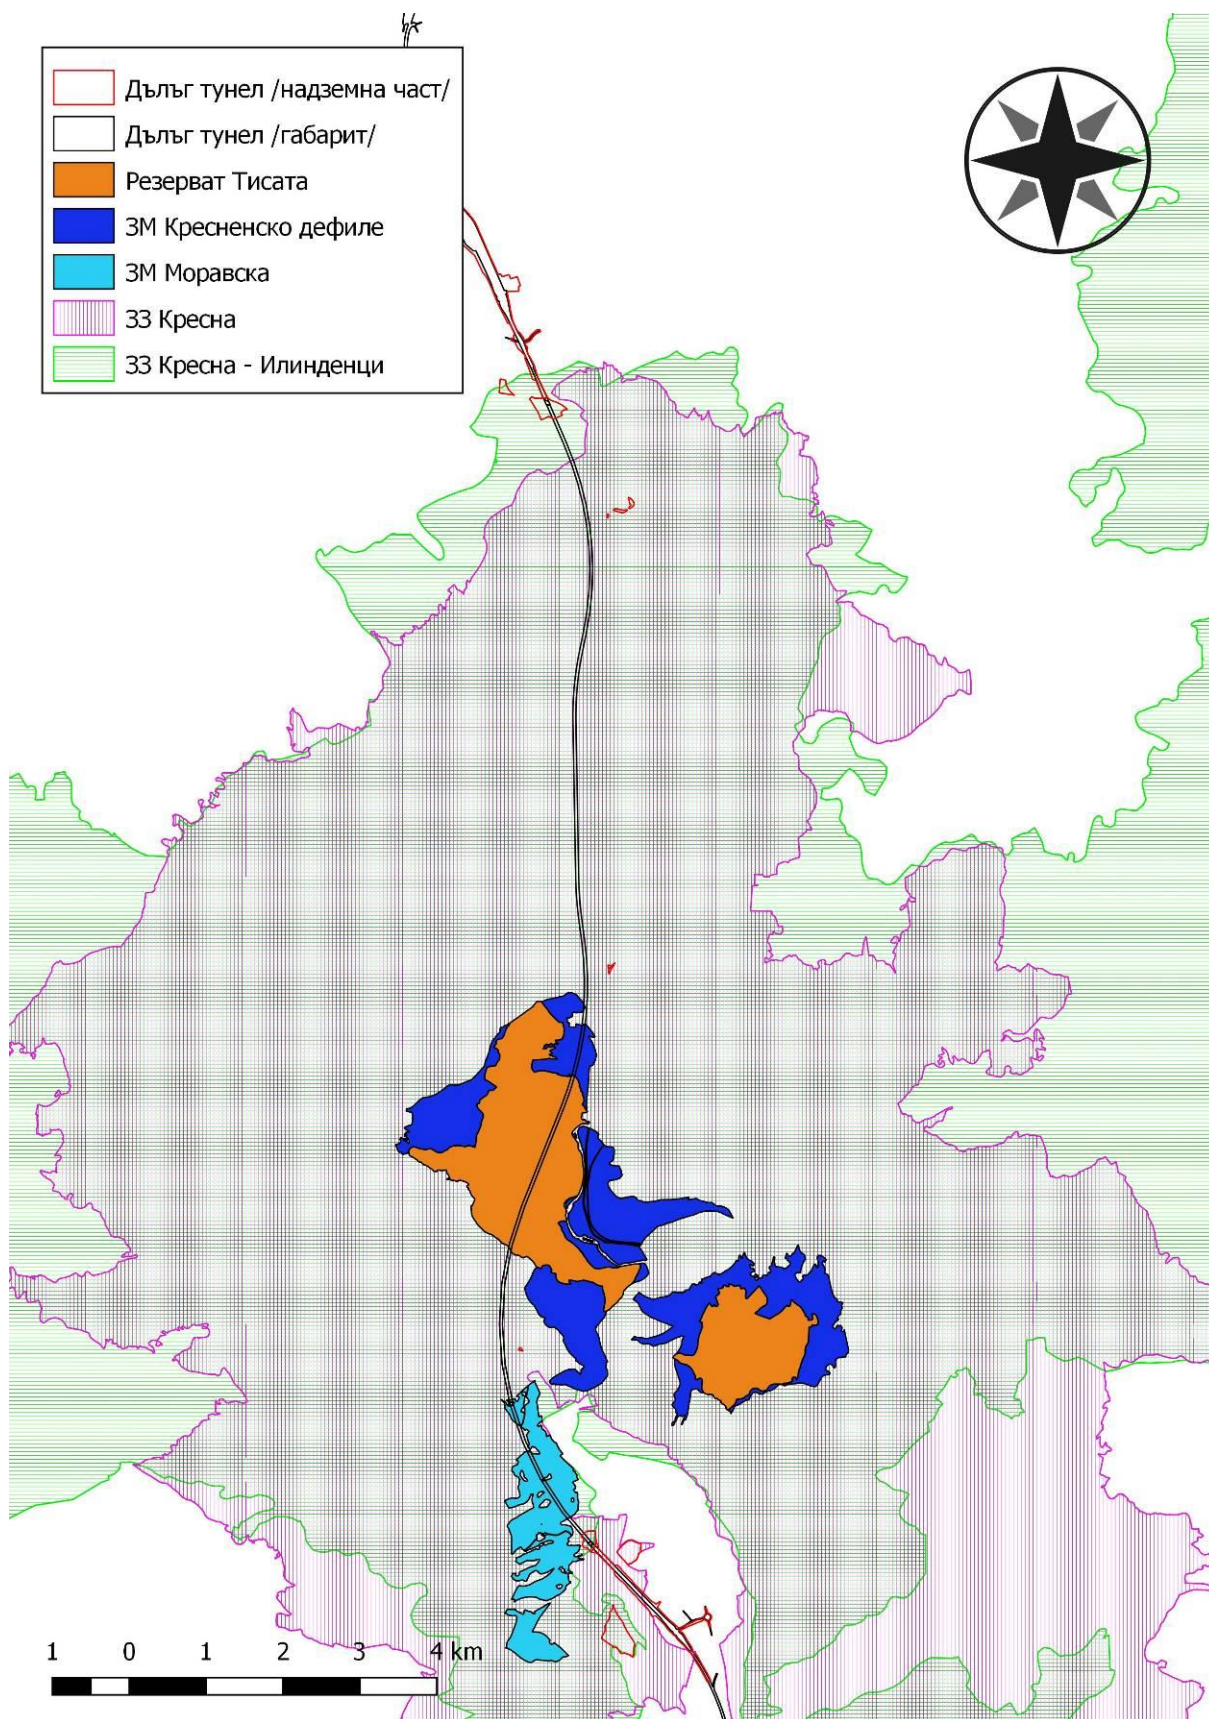 Дълъг тунел /надземна част/
Дълъг тунел /габарит/
Резерват Тисата
ЗМ Кресненско дефиле
ЗМ Моравска
ЗЗ Кресна
ЗЗ Кресна - Илинденци
1 0 1 2 3 4 km